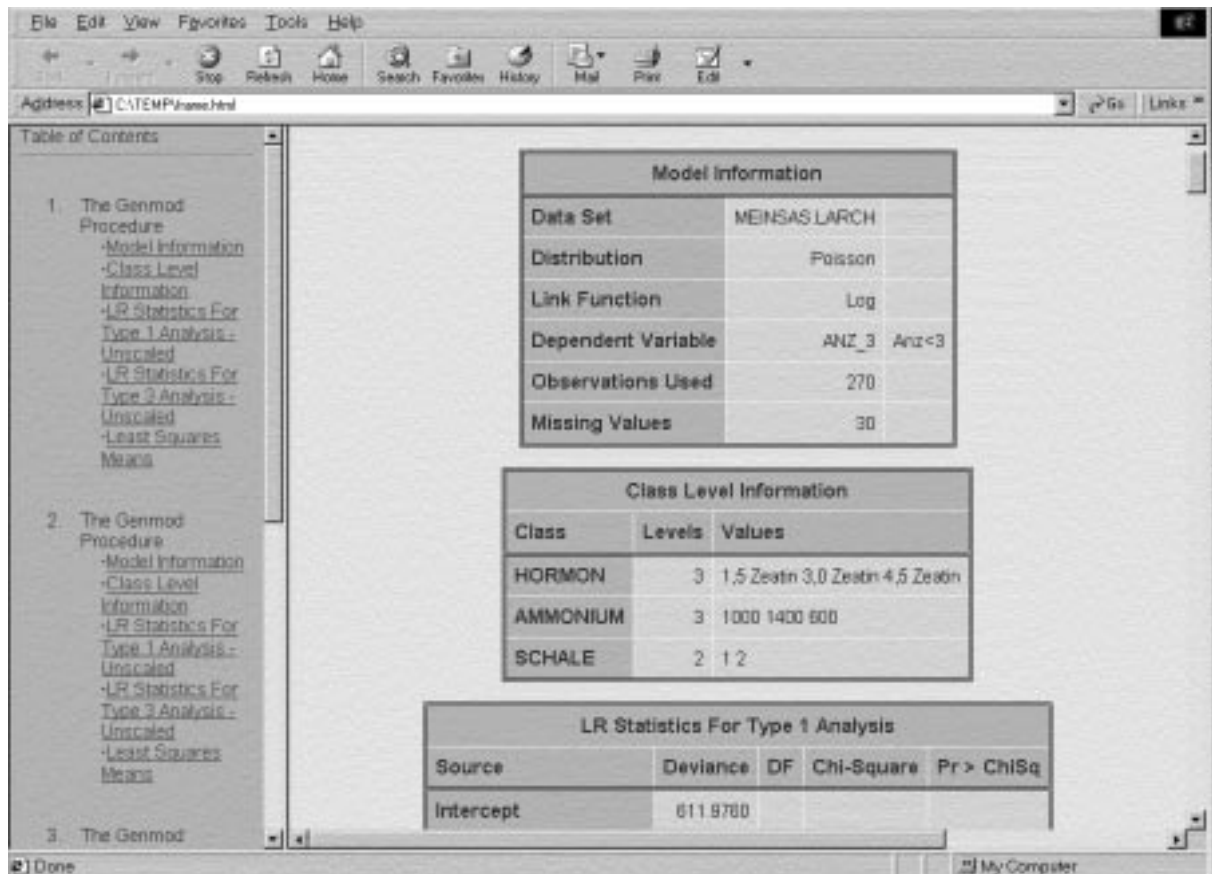 File Edit View Favorites Tools Help
Stop Refresh Home Search Favorites History Mail Print Edit
Address C:\TEMP\name.html Go Links
Table of Contents
1. The Genmod
Procedure
-Model Information
-Class Level
Information
-LR Statistics For
Type 1 Analysis -
Unscaled
-LR Statistics For
Type 3 Analysis -
Unscaled
-Least Squares
Means
2. The Genmod
Procedure
-Model Information
-Class Level
Information
-LR Statistics For
Type 1 Analysis -
Unscaled
-LR Statistics For
Type 3 Analysis -
Unscaled
-Least Squares
Means
3. The Genmod
Model Information
Data Set MEINSAS.LARCH
Distribution Poisson
Link Function Log
Dependent Variable ANZ_3 Anz<3
Observations Used 270
Missing Values 30
Class Level Information
Class Levels Values
HORMON 3 1,5 Zeatin 3,0 Zeatin 4,5 Zeatin
AMMONIUM 3 1000 1400 600
SCHALE 2 1 2
LR Statistics For Type 1 Analysis
Source Deviance DF Chi-Square Pr > ChiSq
Intercept 611.9760
Done My Computer